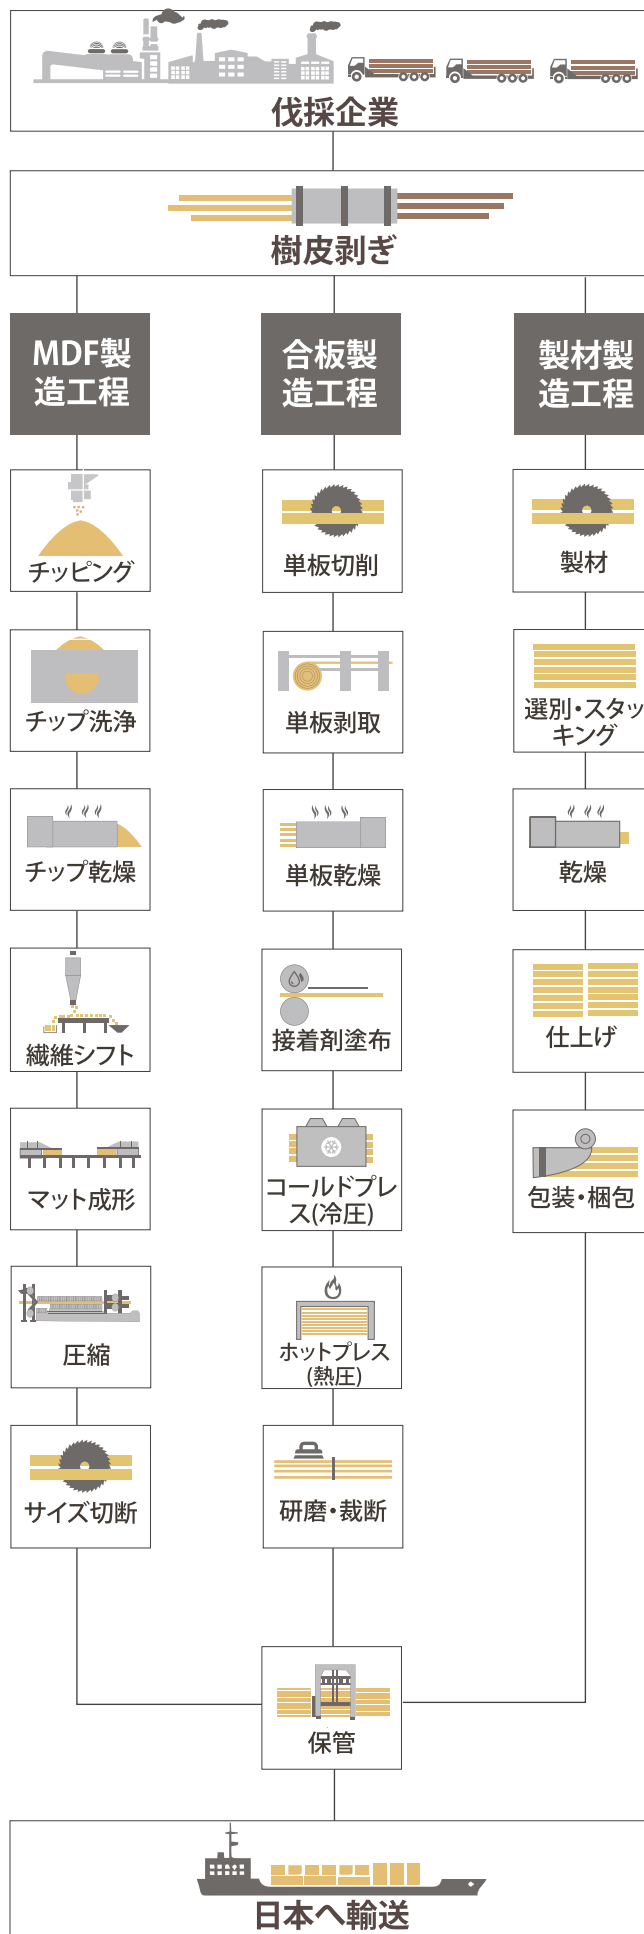 伐採企業
樹皮剥ぎ
MDF製
造工程
チッピング
チップ洗浄
チップ乾燥
繊維シフト
マット成形
圧縮
サイズ切断
合板製
造工程
単板切削
単板剥取
単板乾燥
接着剤塗布
コールドプレ
ス(冷圧)
ホットプレス
(熱圧)
研磨・裁断
製材製
造工程
製材
選別・スタッ
キング
乾燥
仕上げ
包装・梱包
保管
日本へ輸送